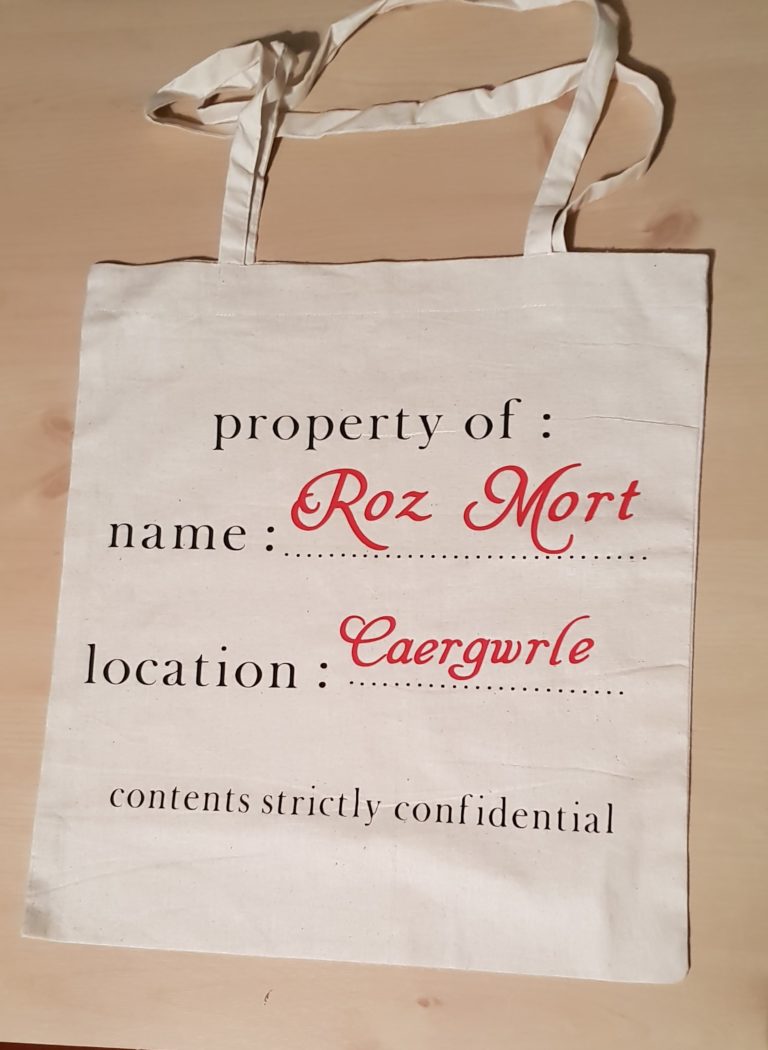 property of :
name : Roz Mort
location : Caergwrle
contents strictly confidential